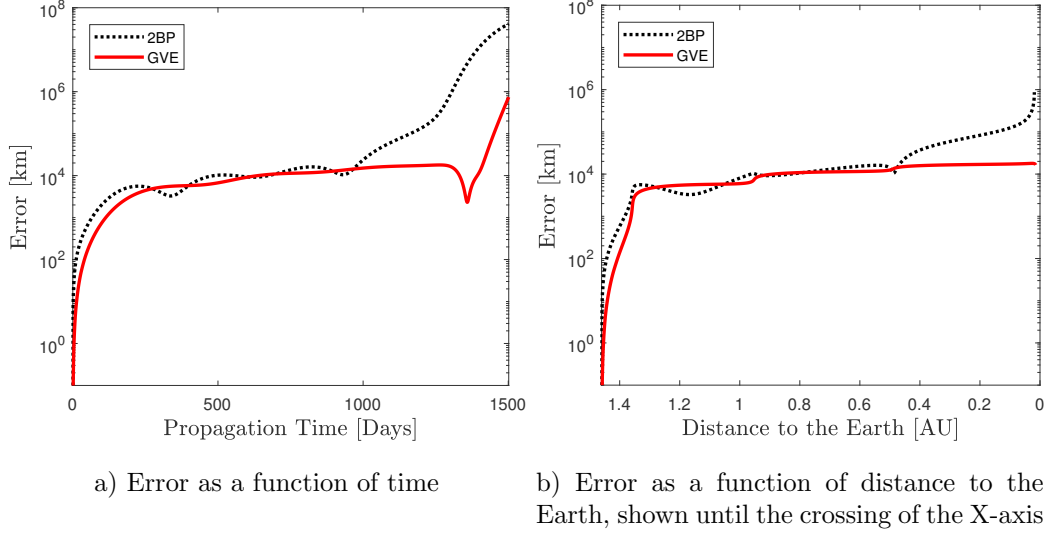 10^8
10^6
10^4
10^2
10^0
Error [km]
2BP
GVE
0
500
1000
1500
Propagation Time [Days]
a) Error as a function of time
10^8
10^6
10^4
10^2
10^0
Error [km]
2BP
GVE
1.4
1.2
1
0.8
0.6
0.4
0.2
0
Distance to the Earth [AU]
b) Error as a function of distance to the
Earth, shown until the crossing of the X-axis